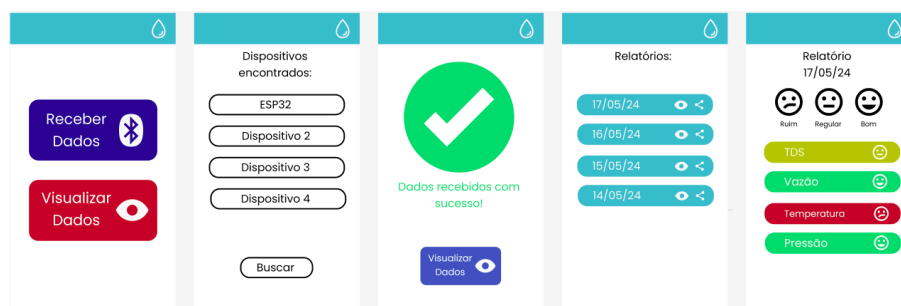 Receber
Dados
Visualizar
Dados
Dispositivos
encontrados:
ESP32
Dispositivo 2
Dispositivo 3
Dispositivo 4
Buscar
Dados recebidos com
sucesso!
Visualizar
Dados
Relatórios:
17/05/24
16/05/24
15/05/24
14/05/24
Relatório
17/05/24
Ruim Regular Bom
TDS
Vazão
Temperatura
Pressão